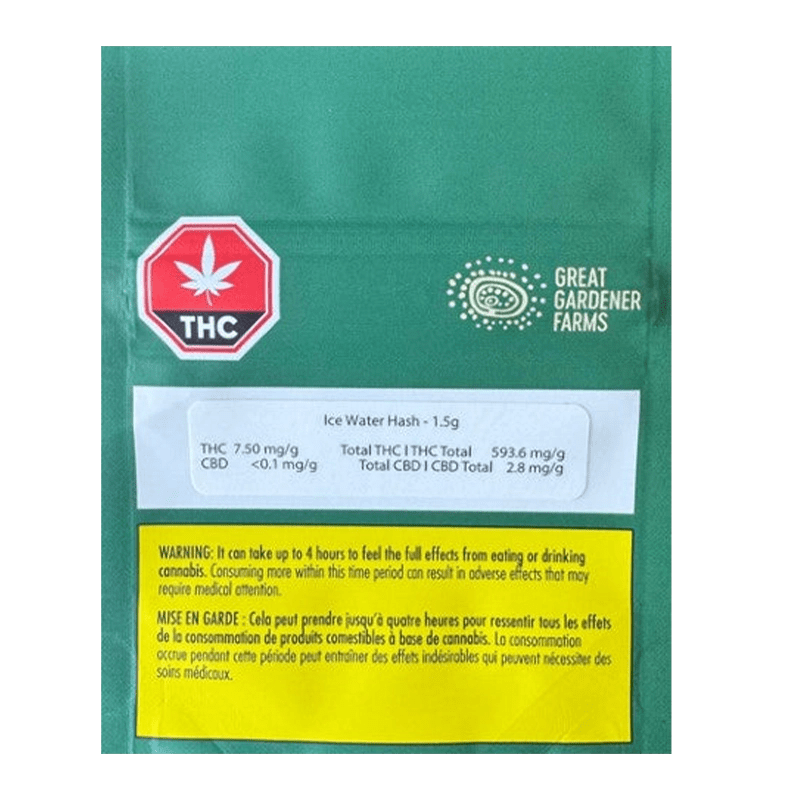 THC
GREAT
GARDENER
FARMS
Ice Water Hash - 1.5g
THC 7.50 mg/g Total THC I THC Total 593.6 mg/g
CBD <0.1 mg/g Total CBD I CBD Total 2.8 mg/g
WARNING: It can take up to 4 hours to feel the full effects from eating or drinking
cannabis. Consuming more within this time period can result in adverse effects that may
require medical attention.
MISE EN GARDE : Cela peut prendre jusqu'à quatre heures pour ressentir tous les effets
de la consommation de produits comestibles à base de cannabis. La consommation
accrue pendant cette période peut entraîner des effets indésirables qui peuvent nécessiter des
soins médicaux.